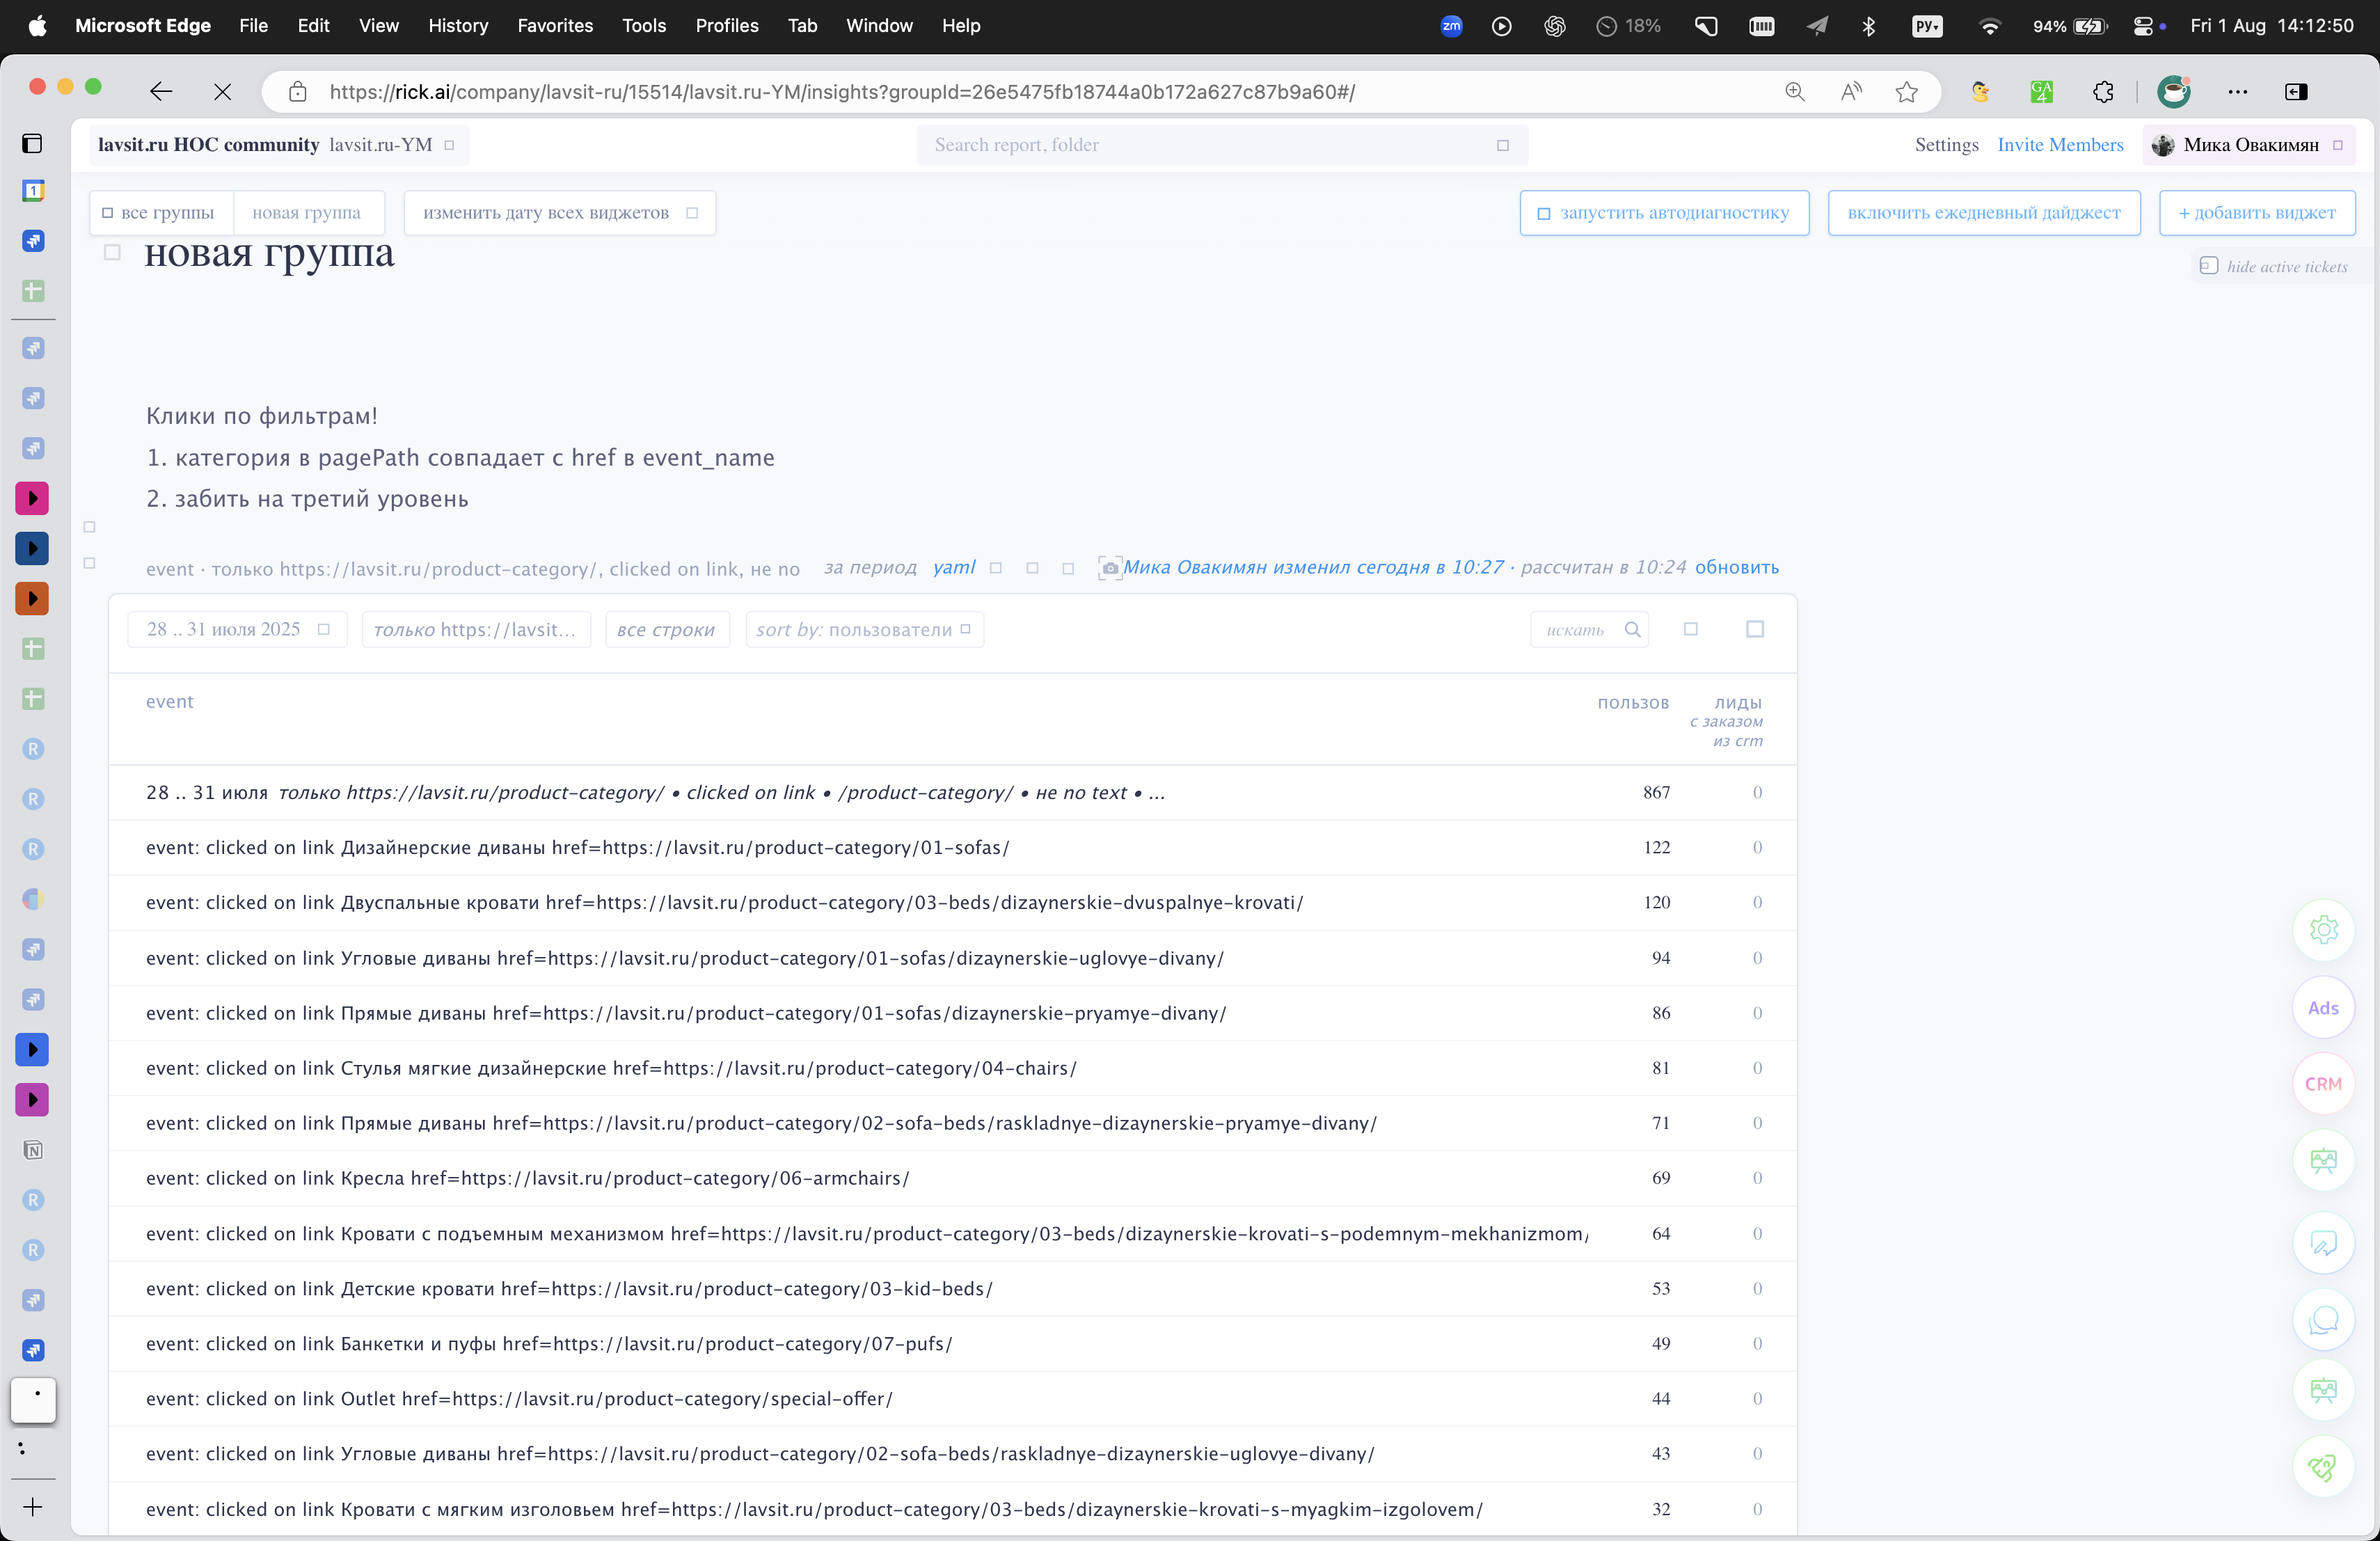 Microsoft Edge File Edit View History Favorites Tools Profiles Tab Window Help
zm 18% РУ 94% Fri 1 Aug 14:12:50
https://rick.ai/company/lavsit-ru/15514/lavsit.ru-YM/insights?groupId=26e5475fb18744a0b172a627c87b9a60#/
GA 4
lavsit.ru HOC community lavsit.ru-YM
Search report, folder
Settings Invite Members Мика Овакимян
все группы новая группа изменить дату всех виджетов
запустить автодиагностику включить ежедневный дайджест + добавить виджет
новая группа
hide active tickets
Клики по фильтрам!
1. категория в pagePath совпадает с href в event_name
2. забить на третий уровень
event · только https://lavsit.ru/product-category/, clicked on link, не no за период yaml Мика Овакимян изменил сегодня в 10:27 · рассчитан в 10:24 обновить
28 .. 31 июля 2025 только https://lavsit... все строки sort by: пользователи искать
event пользов лиды
с заказом
из crm
28 .. 31 июля только https://lavsit.ru/product-category/ • clicked on link • /product-category/ • не no text • ... 867 0
event: clicked on link Дизайнерские диваны href=https://lavsit.ru/product-category/01-sofas/ 122 0
event: clicked on link Двуспальные кровати href=https://lavsit.ru/product-category/03-beds/dizaynerskie-dvuspalnye-krovati/ 120 0
event: clicked on link Угловые диваны href=https://lavsit.ru/product-category/01-sofas/dizaynerskie-uglovye-divany/ 94 0
event: clicked on link Прямые диваны href=https://lavsit.ru/product-category/01-sofas/dizaynerskie-pryamye-divany/ 86 0
event: clicked on link Стулья мягкие дизайнерские href=https://lavsit.ru/product-category/04-chairs/ 81 0
event: clicked on link Прямые диваны href=https://lavsit.ru/product-category/02-sofa-beds/raskladnye-dizaynerskie-pryamye-divany/ 71 0
event: clicked on link Кресла href=https://lavsit.ru/product-category/06-armchairs/ 69 0
event: clicked on link Кровати с подъемным механизмом href=https://lavsit.ru/product-category/03-beds/dizaynerskie-krovati-s-podemnym-mekhanizmom/ 64 0
event: clicked on link Детские кровати href=https://lavsit.ru/product-category/03-kid-beds/ 53 0
event: clicked on link Банкетки и пуфы href=https://lavsit.ru/product-category/07-pufs/ 49 0
event: clicked on link Outlet href=https://lavsit.ru/product-category/special-offer/ 44 0
event: clicked on link Угловые диваны href=https://lavsit.ru/product-category/02-sofa-beds/raskladnye-dizaynerskie-uglovye-divany/ 43 0
event: clicked on link Кровати с мягким изголовьем href=https://lavsit.ru/product-category/03-beds/dizaynerskie-krovati-s-myagkim-izgolovem/ 32 0
Ads
CRM